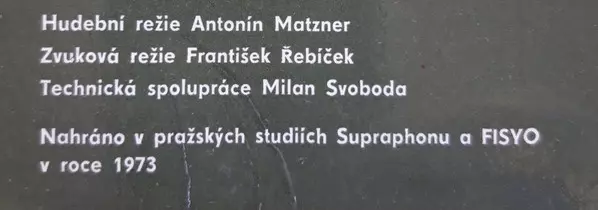 Hudební režie Antonín Matzner
Zvuková režie František Řebíček
Technická spolupráce Milan Svoboda
Nahráno v pražských studiích Supraphonu a FISYO
v roce 1973